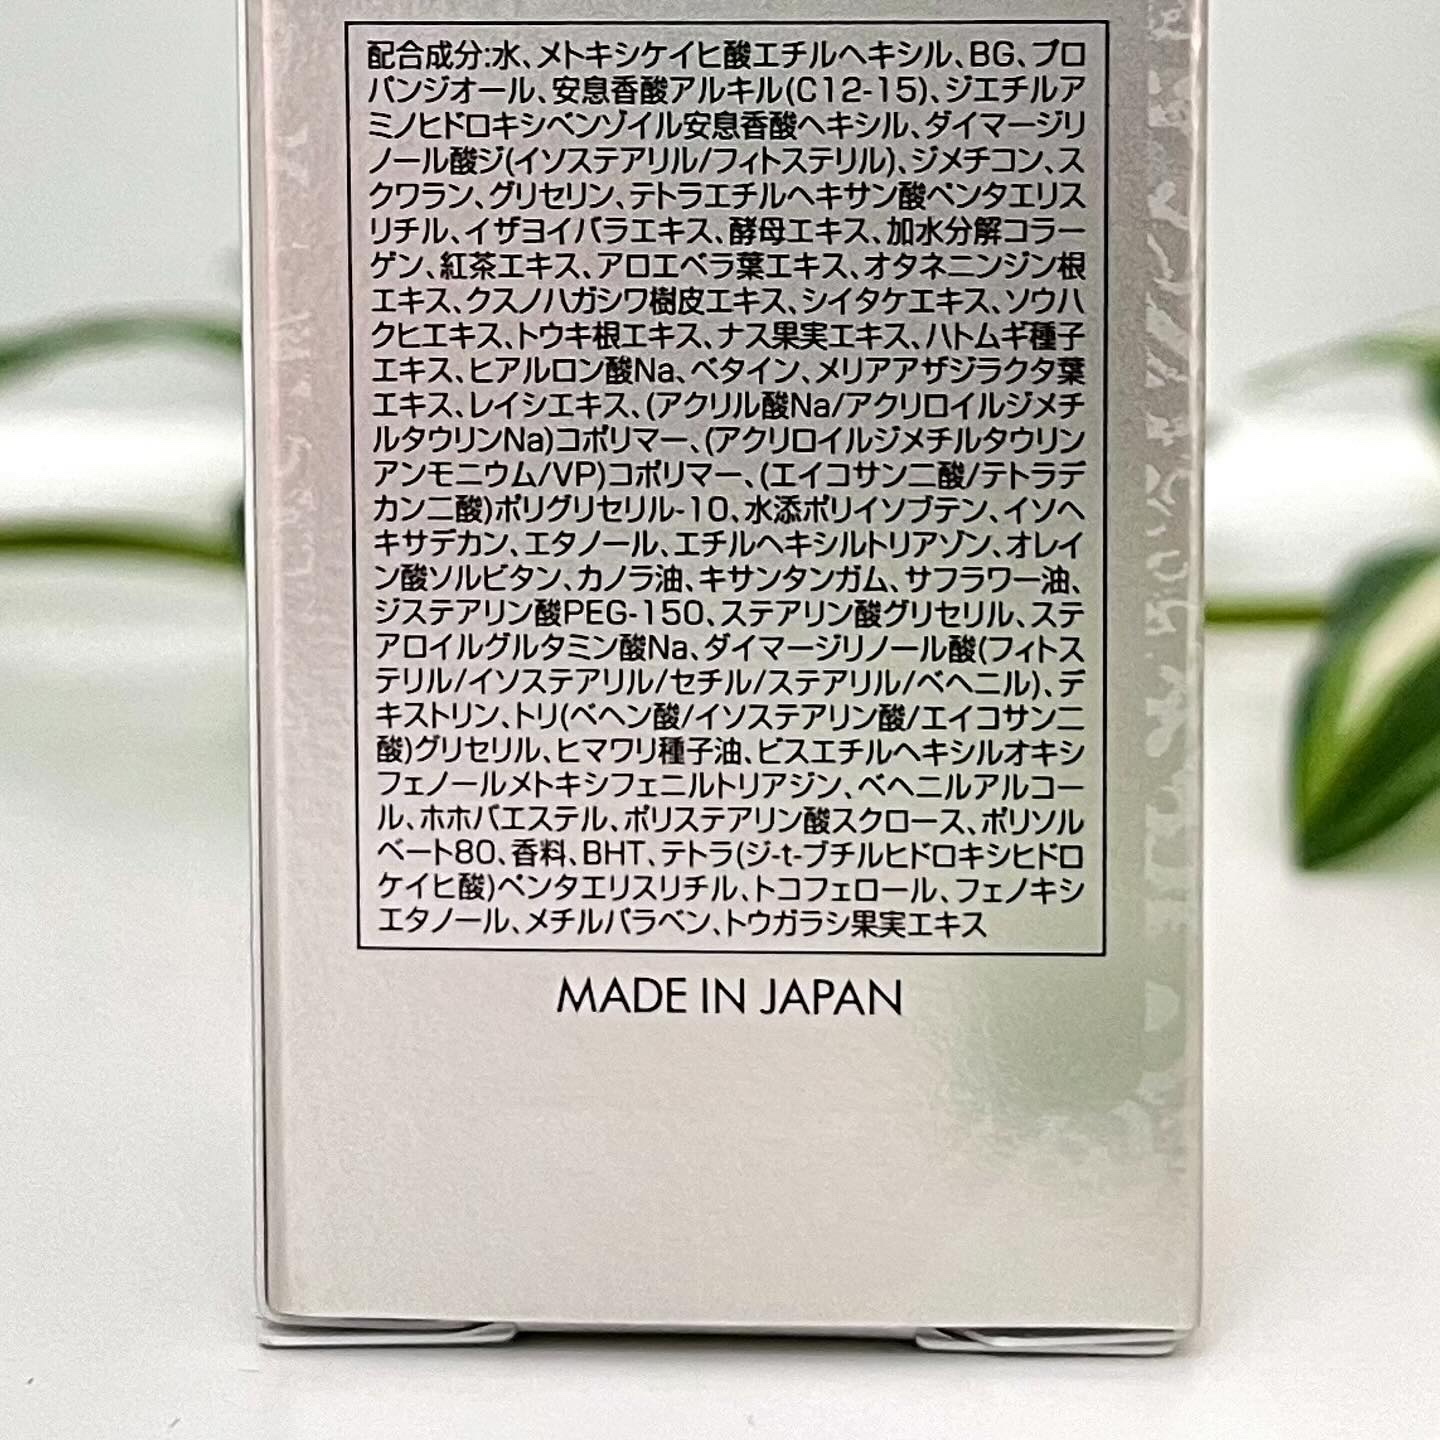 配合成分:水、メトキシケイヒ酸エチルヘキシル、BG、プロ
パンジオール、安息香酸アルキル(C12-15)、ジエチルア
ミノヒドロキシベンゾイル安息香酸ヘキシル、ダイマージリ
ノール酸ジ(イソステアリル/フィトステリル)、ジメチコン、ス
クワラン、グリセリン、テトラエチルヘキサン酸ペンタエリス
リチル、イザヨイバラエキス、酵母エキス、加水分解コラー
ゲン、紅茶エキス、アロエベラ葉エキス、オタネニンジン根
エキス、クスノハガシワ樹皮エキス、シイタケエキス、ソウハ
クヒエキス、トウキ根エキス、ナス果実エキス、ハトムギ種子
エキス、ヒアルロン酸Na、ベタイン、メリアアザジラクタ葉
エキス、レイシエキス、(アクリル酸Na/アクリロイルジメチ
ルタウリンNa)コポリマー、(アクリロイルジメチルタウリン
アンモニウム/VP)コポリマー、(エイコサン二酸/テトラデ
カン二酸)ポリグリセリル-10、水添ポリイソブテン、イソヘ
キサデカン、エタノール、エチルヘキシルトリアゾン、オレイ
ン酸ソルビタン、カノラ油、キサンタンガム、サフラワー油、
ジステアリン酸PEG-150、ステアリン酸グリセリル、ステ
アロイルグルタミン酸Na、ダイマージリノール酸(フィトス
テリル/イソステアリル/セチル/ステアリル/ベヘニル)、デ
キストリン、トリ(ベヘン酸/イソステアリン酸/エイコサン二
酸)グリセリル、ヒマワリ種子油、ビスエチルヘキシルオキシ
フェノールメトキシフェニルトリアジン、ベヘニルアルコー
ル、ホホバエステル、ポリステアリン酸スクロース、ポリソル
ベート80、香料、BHT、テトラ(ジ-t-ブチルヒドロキシヒドロ
ケイヒ酸)ペンタエリスリチル、トコフェロール、フェノキシ
エタノール、メチルパラベン、トウガラシ果実エキス
MADE IN JAPAN